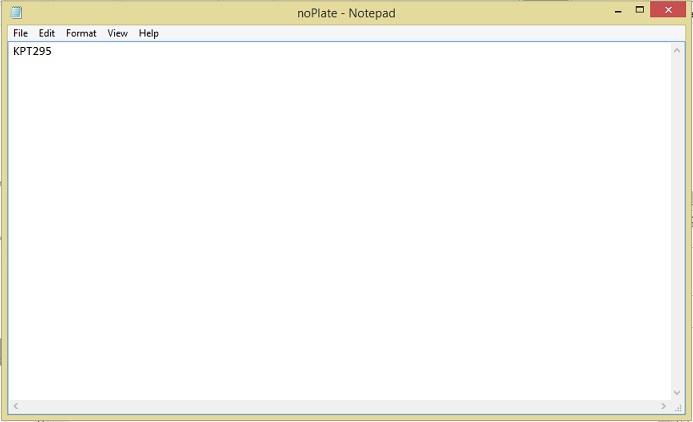 noPlate - Notepad
File Edit Format View Help
KPT295